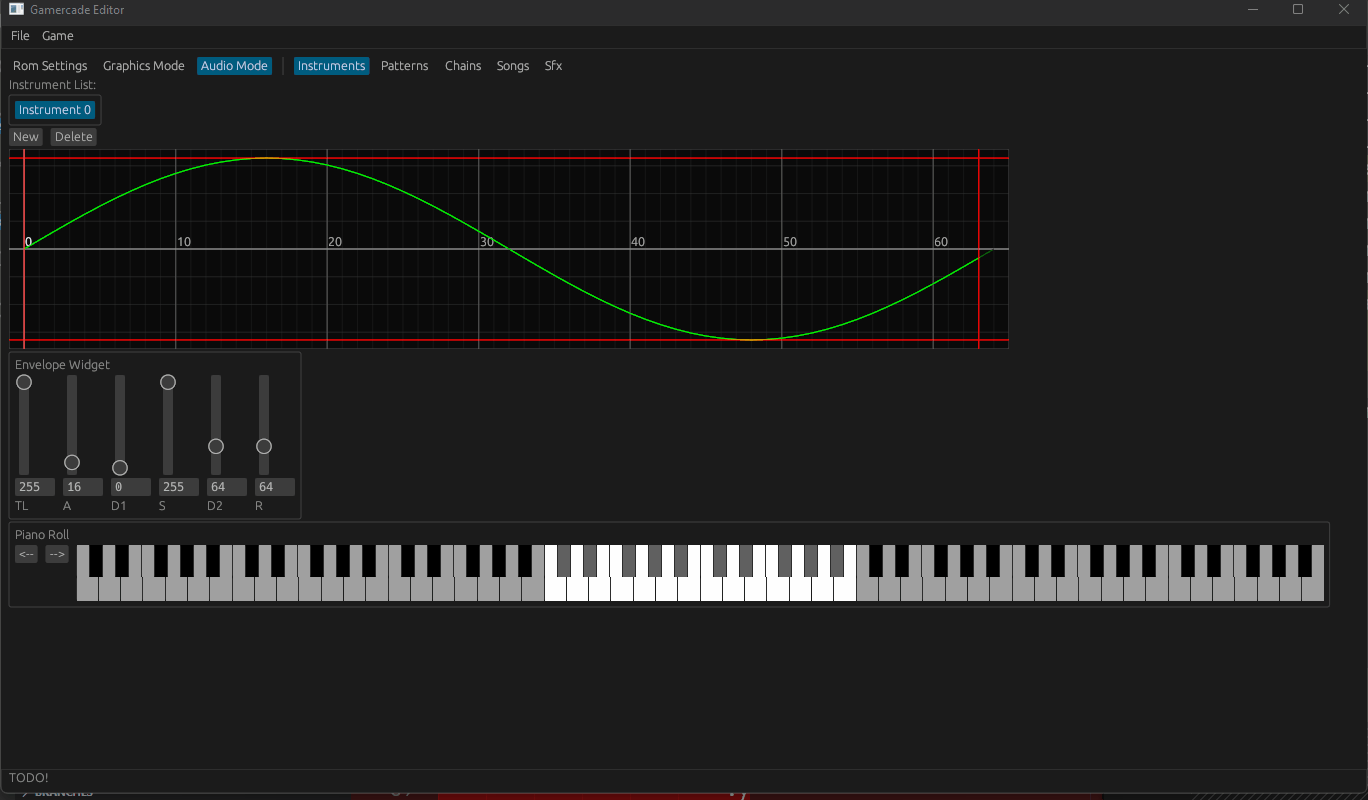 Gamercade Editor
File Game
Rom Settings Graphics Mode Audio Mode Instruments Patterns Chains Songs Sfx
Instrument List:
Instrument 0
New Delete
0 10 20 30 40 50 60
Envelope Widget
255 16 0 255 64 64
TL A D1 S D2 R
Piano Roll
<-- -->
TODO!
BRANCHES